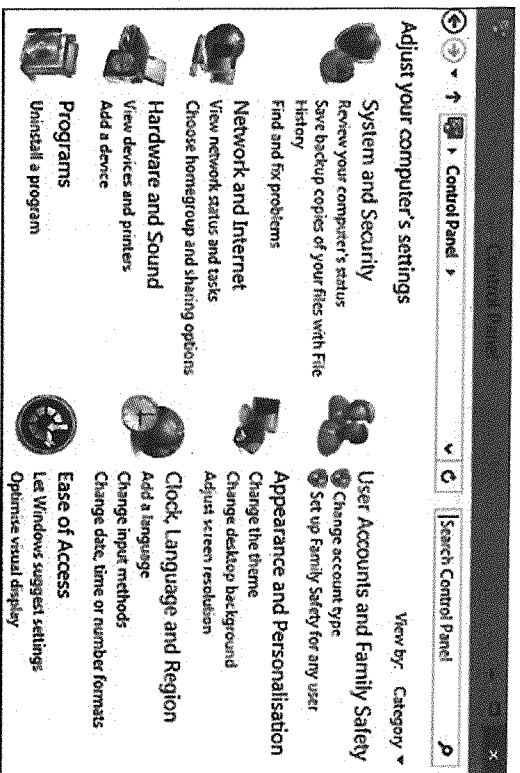 Control Panel
Control Panel
Search Control Panel
Adjust your computer's settings
View by: Category
System and Security
Review your computer's status
Save backup copies of your files with File
History
Find and fix problems
Network and Internet
View network status and tasks
Choose homegroup and sharing options
Hardware and Sound
View devices and printers
Add a device
Programs
Uninstall a program
User Accounts and Family Safety
Change account type
Set up Family Safety for any user
Appearance and Personalisation
Change the theme
Change desktop background
Adjust screen resolution
Clock, Language and Region
Add a language
Change input methods
Change date, time or number formats
Ease of Access
Let Windows suggest settings
Optimise visual display